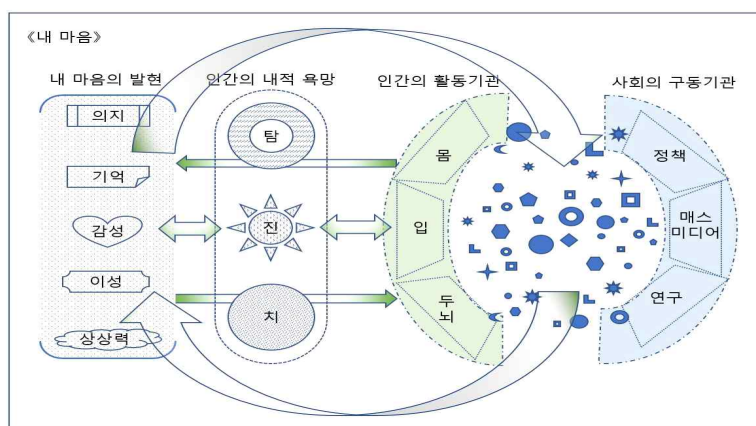 《내 마음》
내 마음의 발현
인간의 내적 욕망
인간의 활동기관
사회의 구동기관
의지
기억
감성
이성
상상력
탐
진
치
몸
입
두
뇌
정책
매스
미디어
연구